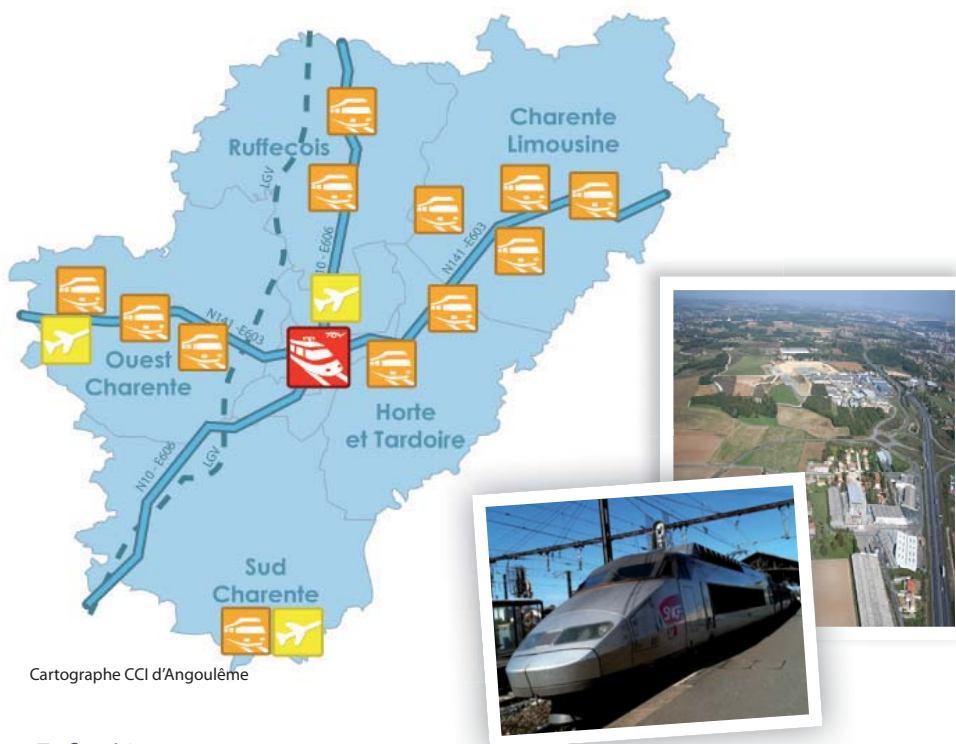 Ruffecois
LGV
Charente
Limousine
10 - E606
N141 -E603
N141 -E603
TGV
Ouest
Charente
Horte
et Tardoire
N10 - E606
LGV
Sud
Charente
SNCF
Cartographe CCI d'Angoulême